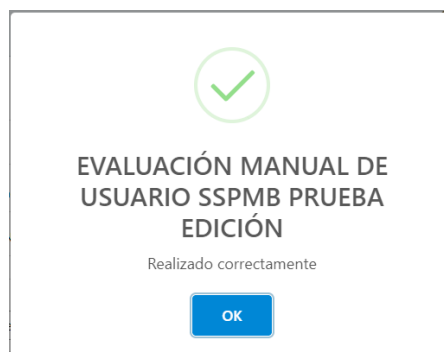 EVALUACIÓN MANUAL DE
USUARIO SSPMB PRUEBA
EDICIÓN
Realizado correctamente
OK